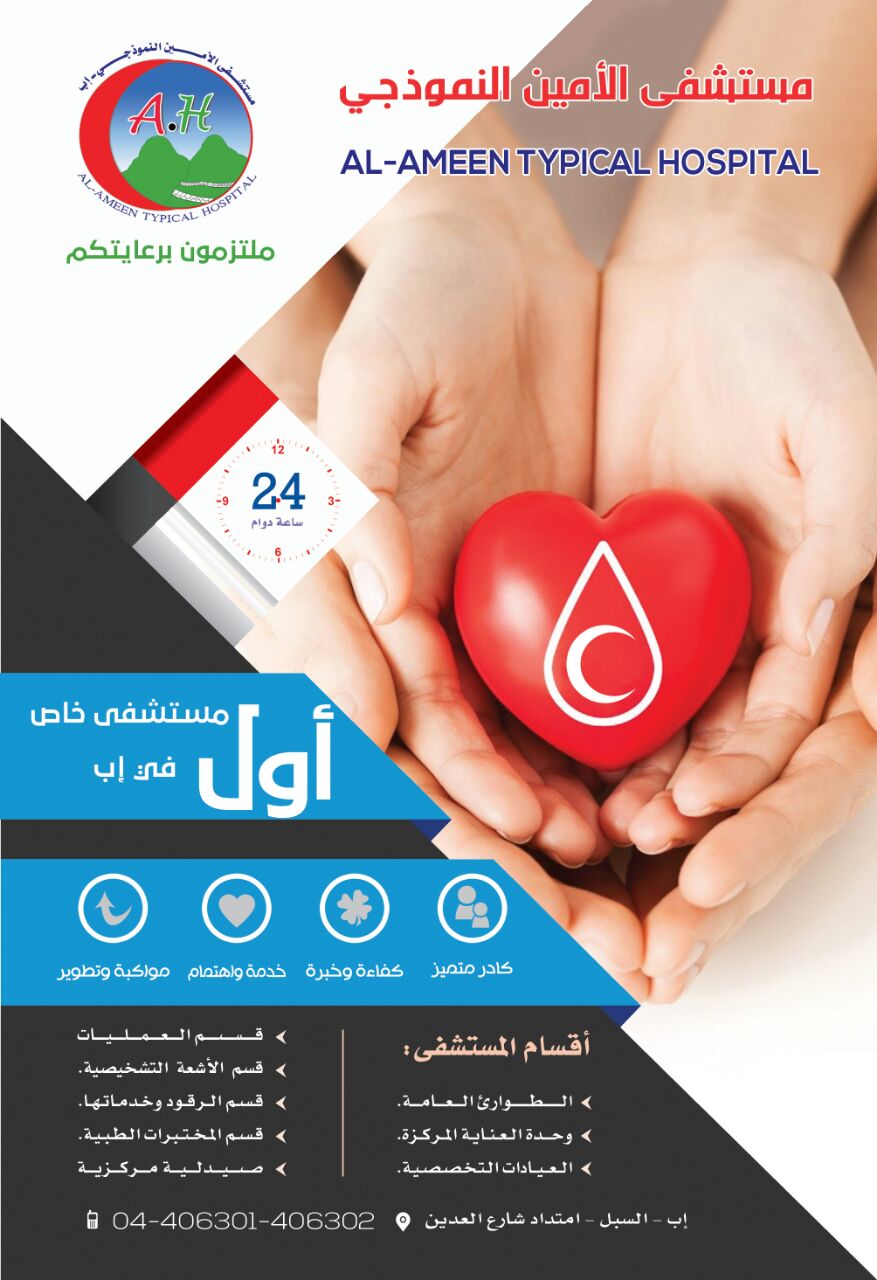 مستشفى الأمين النموذجي - إب
A.H
AL-AMEEN TYPICAL HOSPITAL
ملتزمون برعايتكم
مستشفى الأمين النموذجي
AL-AMEEN TYPICAL HOSPITAL
12
9
24
3
ساعة دوام
6
أول
مستشفى خاص
في إب
كادر متميز
كفاءة وخبرة
خدمة واهتمام
مواكبة وتطوير
أقسام المستشفى:
الطوارئ العامة.
وحدة العناية المركزة.
العيادات التخصصية.
قسم العمليات
قسم الأشعة التشخيصية.
قسم الرقود وخدماتها.
قسم المختبرات الطبية.
صيدلية مركزية
إب - السبل - امتداد شارع العدين
04-406301-406302